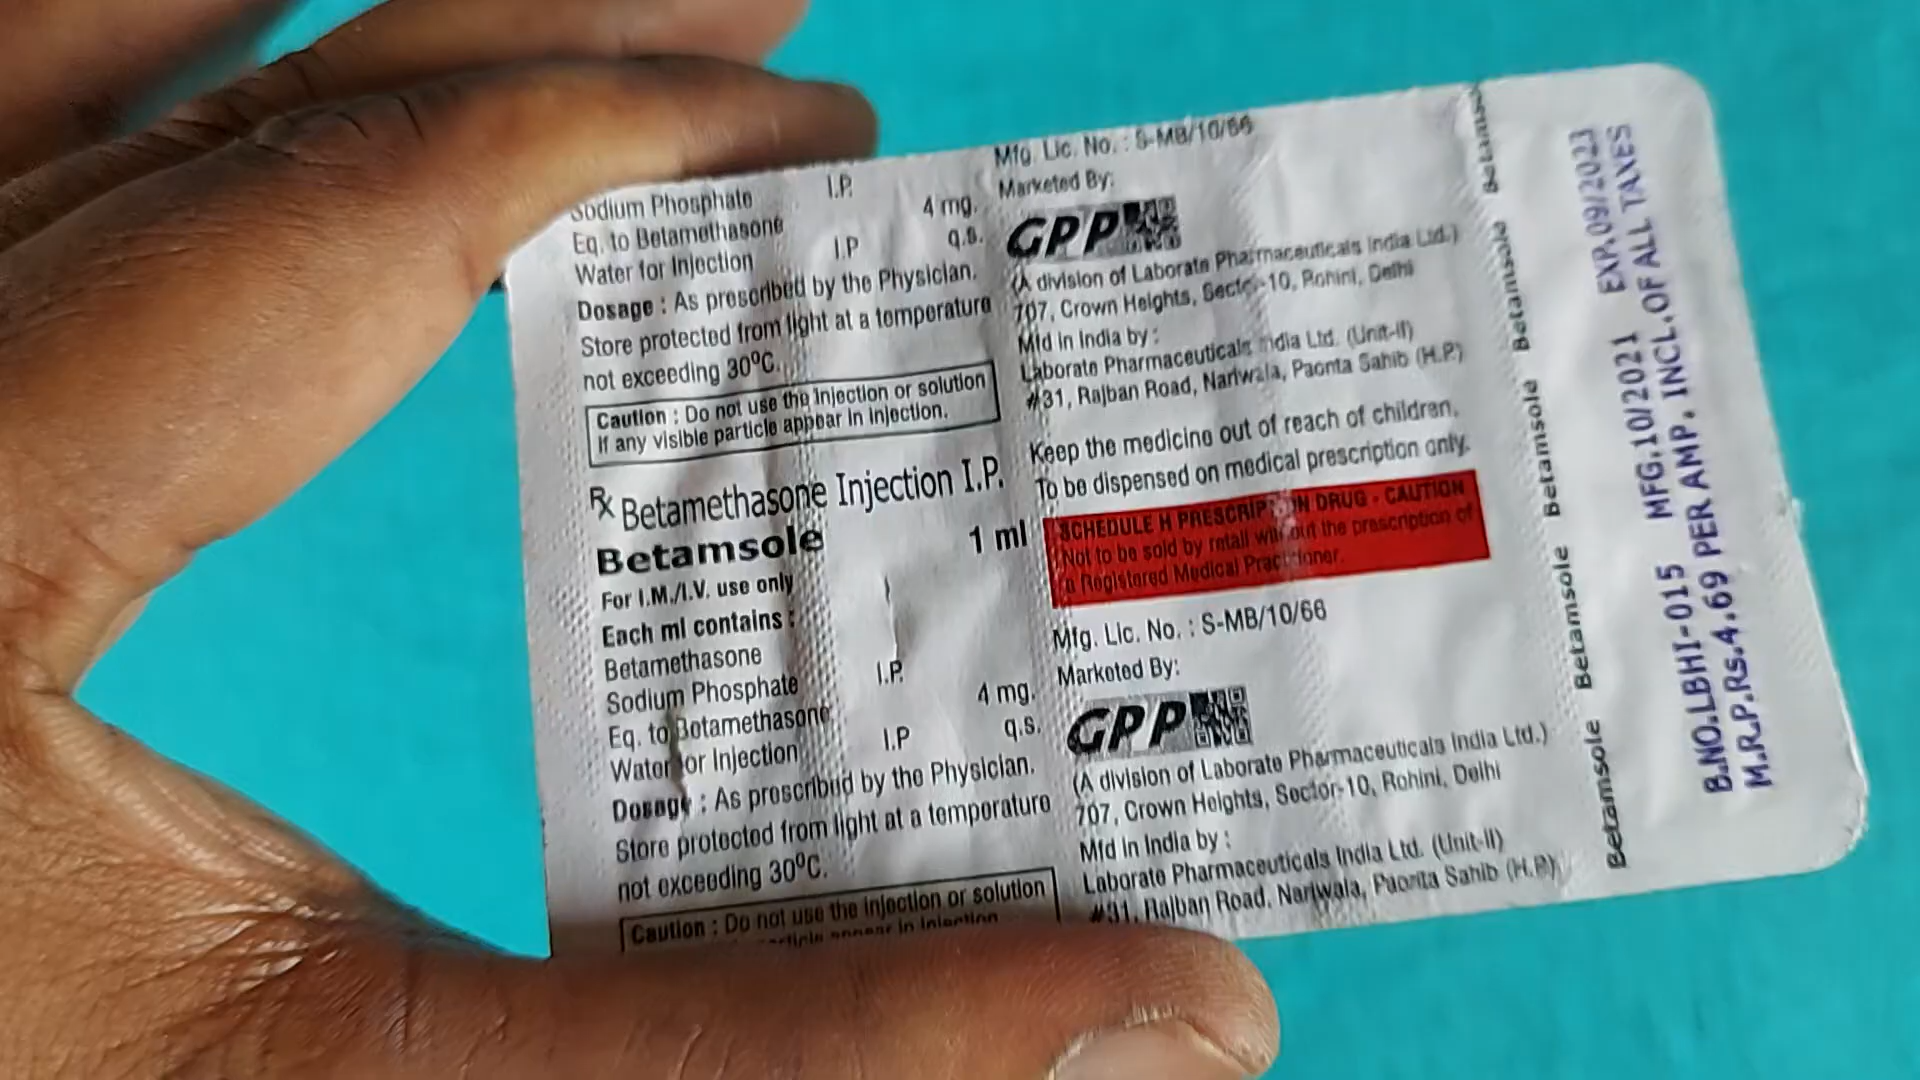 Sodium Phosphate I.P.
Eq. to Betamethasone 4 mg.
Water for Injection I.P q.s.
Dosage : As prescribed by the Physician.
Store protected from light at a temperature
not exceeding 30ºC.
Caution : Do not use the injection or solution
if any visible particle appear in injection.
Rx Betamethasone Injection I.P.
Betamsole 1 ml
For I.M./I.V. use only
Each ml contains :
Betamethasone
Sodium Phosphate I.P.
Eq. to Betamethasone 4 mg.
Water for Injection I.P q.s.
Dosage : As prescribed by the Physician.
Store protected from light at a temperature
not exceeding 30ºC.
Caution : Do not use the injection or solution
appear in injection
Mfg. Lic. No. : S-MB/10/66
Marketed By:
GPP
(A division of Laborate Pharmaceuticals India Ltd.)
707, Crown Heights, Sector-10, Rohini, Delhi
Mfd in India by :
Laborate Pharmaceuticals India Ltd. (Unit-II)
#31, Rajban Road, Nariwala, Paonta Sahib (H.P.)
Keep the medicine out of reach of children.
To be dispensed on medical prescription only.
SCHEDULE H PRESCRIPTION DRUG - CAUTION
Not to be sold by retail without the prescription of
a Registered Medical Practitioner.
Mfg. Lic. No. : S-MB/10/66
Marketed By:
GPP
(A division of Laborate Pharmaceuticals India Ltd.)
707, Crown Heights, Sector-10, Rohini, Delhi
Mfd in India by :
Laborate Pharmaceuticals India Ltd. (Unit-II)
#31, Rajban Road, Nariwala, Paonta Sahib (H.P.)
Betamsole Betamsole Betamsole Betamsole Betamsole Betamso
B.NO.LBHI-015 MFG.10/2021 EXP.09/2023
M.R.P.Rs.4.69 PER AMP. INCL.OF ALL TAXES